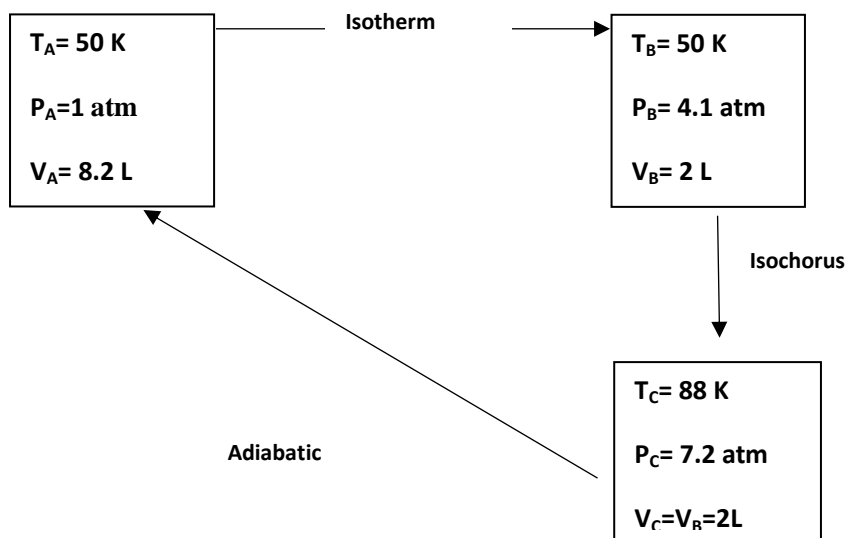 Isotherm
T_A= 50 K
P_A=1 atm
V_A= 8.2 L
T_B= 50 K
P_B= 4.1 atm
V_B= 2 L
Isochorus
T_C= 88 K
P_C= 7.2 atm
V_C=V_B=2L
Adiabatic